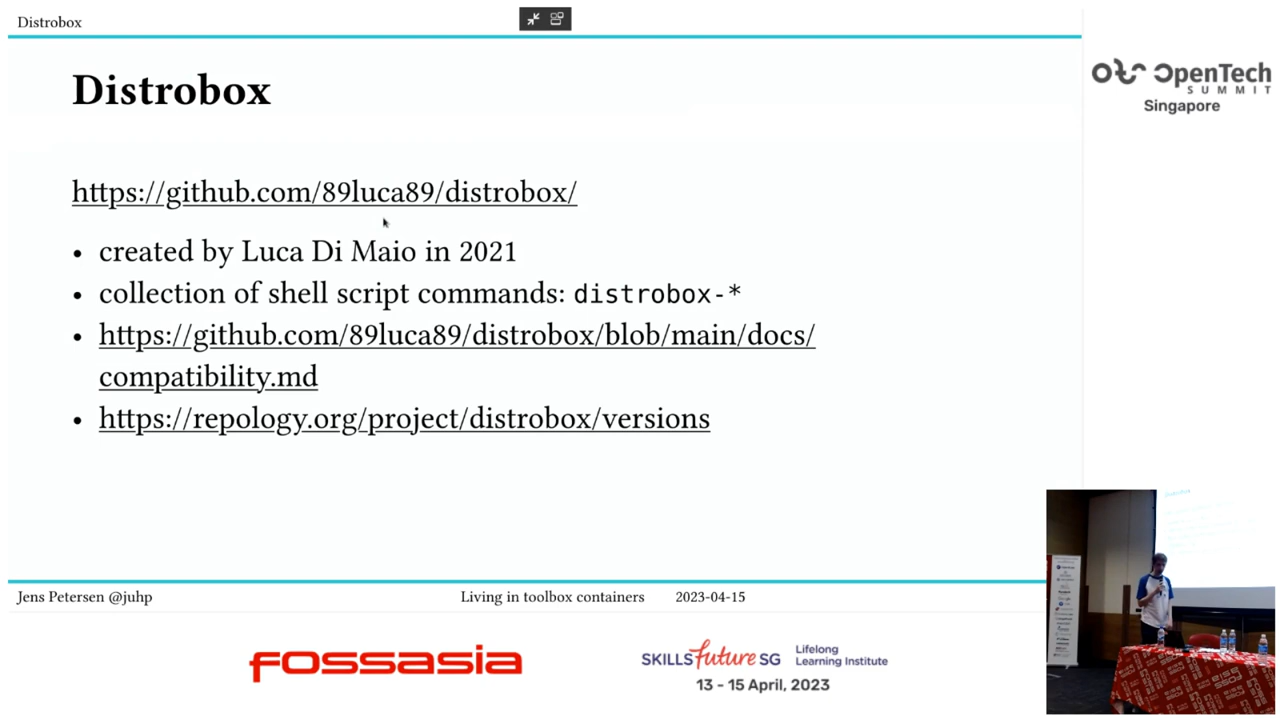 Distrobox
Distrobox
https://github.com/89luca89/distrobox/
• created by Luca Di Maio in 2021
• collection of shell script commands: distrobox-*
• https://github.com/89luca89/distrobox/blob/main/docs/
compatibility.md
• https://repology.org/project/distrobox/versions
Jens Petersen @juhp
Living in toolbox containers
2023-04-15
OpenTech
SUMMIT
Singapore
FOSSASIA
SKILLSfuture SG
Lifelong
Learning Institute
13 - 15 April, 2023